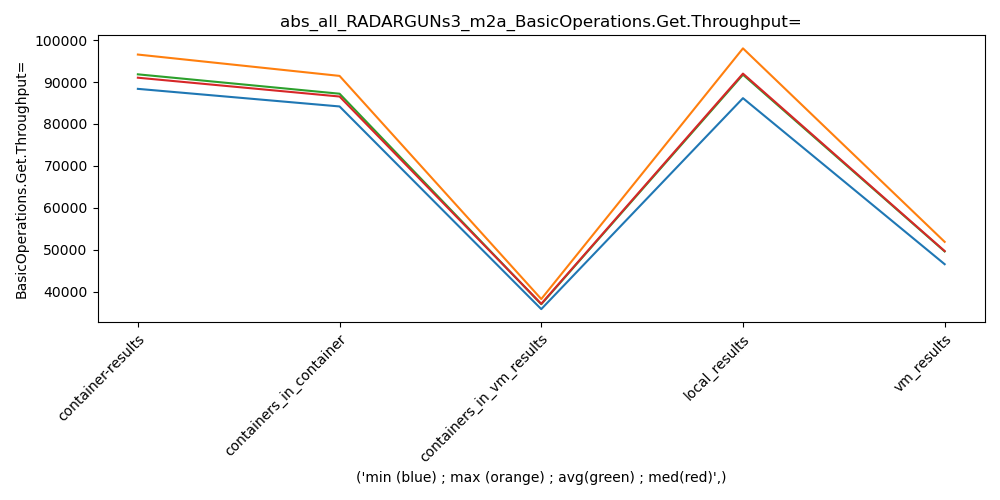 abs_all_RADARGUNs3_m2a_BasicOperations.Get.Throughput=
BasicOperations.Get.Throughput=
100000
90000
80000
70000
60000
50000
40000
container-results
containers_in_container
containers_in_vm_results
local_results
vm_results
('min (blue) ; max (orange) ; avg(green) ; med(red)',)